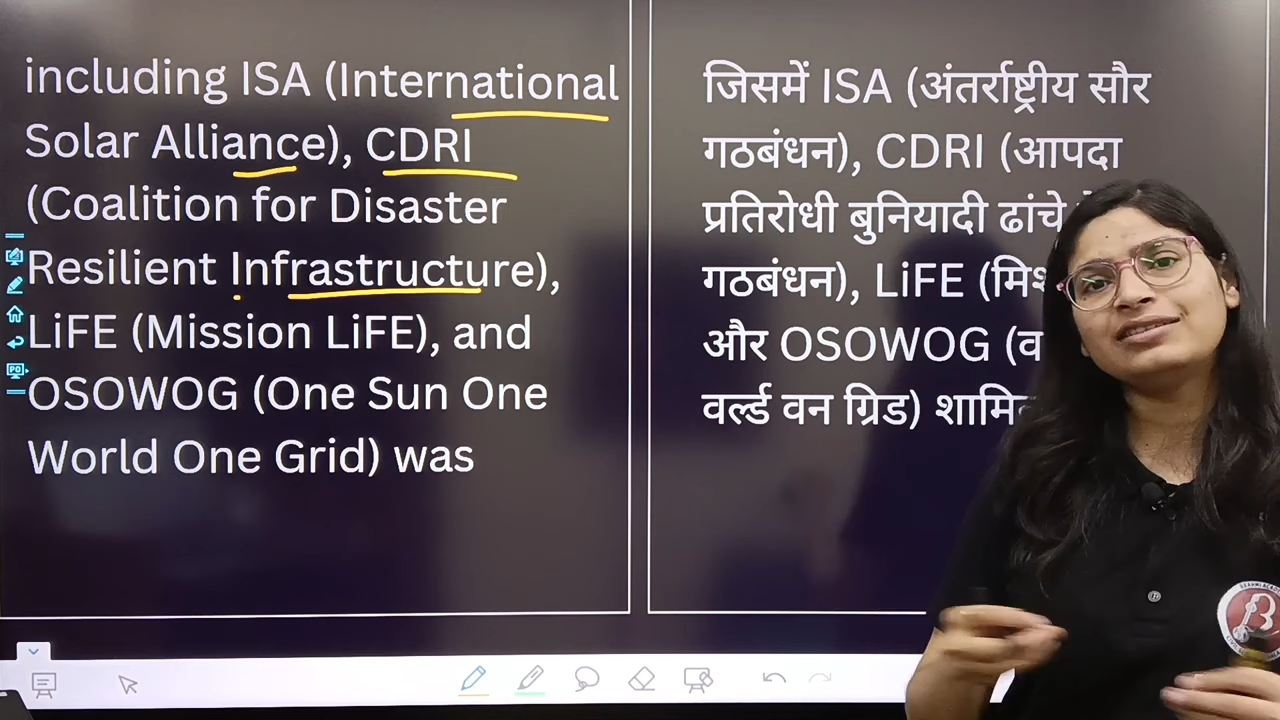 including ISA (International
Solar Alliance), CDRI
(Coalition for Disaster
Resilient Infrastructure),
LiFE (Mission LiFE), and
OSOWOG (One Sun One
World One Grid) was
जिसमें ISA (अंतर्राष्ट्रीय सौर
गठबंधन), CDRI (आपदा
प्रतिरोधी बुनियादी ढांचे
गठबंधन), LiFE
और OSOWOG
वर्ल्ड वन ग्रिड)